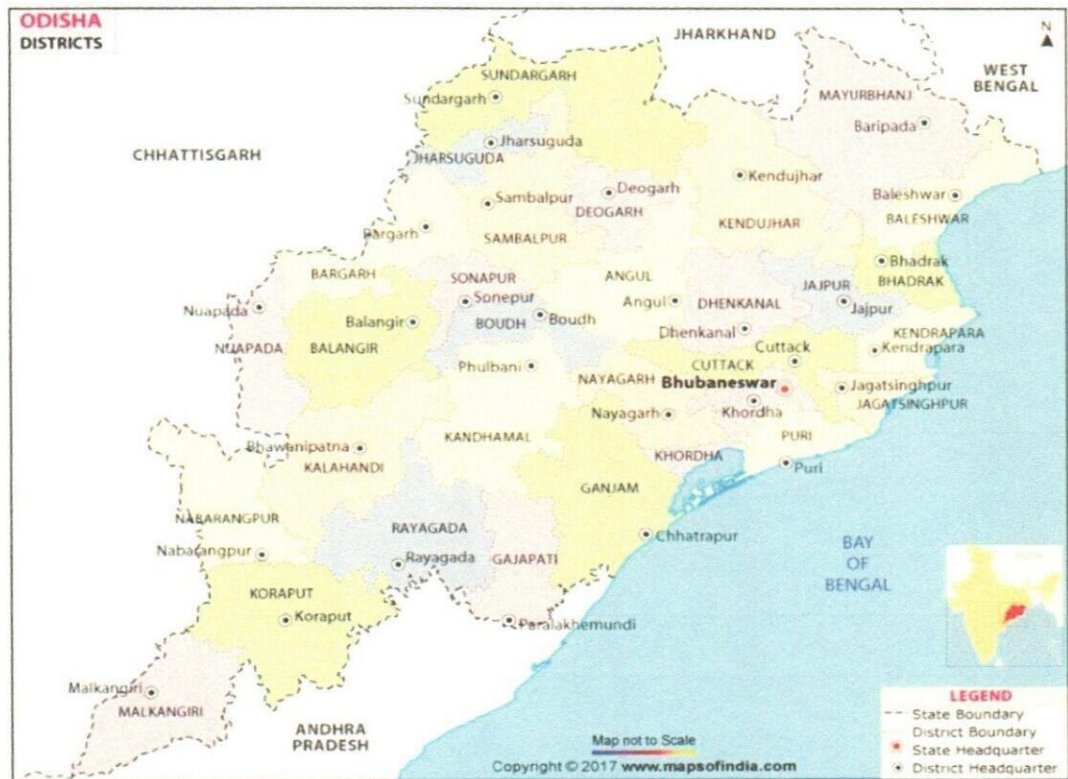 ODISHA
DISTRICTS
N
JHARKHAND
WEST
BENGAL
SUNDARGARH
Sundargarh
MAYURBHANJ
Baripada
CHHATTISGARH
Jharsuguda
JHARSUGUDA
Kendujhar
Deogarh
DEOGARH
Sambalpur
Baleshwar
BALESHWAR
KENDUJHAR
Bargarh
SAMBALPUR
Bhadrak
BHADRAK
BARGARH
SONAPUR
ANGUL
JAJPUR
Nuapada
Sonepur
Angul
DHENKANAL
Jajpur
Balangir
BOUDH
Boudh
Dhenkanal
KENDRAPARA
NUAPADA
BALANGIR
Cuttack
Kendrapara
Phulbani
CUTTACK
NAYAGARH
Bhubaneswar
Jagatsinghpur
JAGATSINGHPUR
Nayagarh
Khordha
KANDHAMAL
PURI
Bhawanipatna
KALAHANDI
KHORDHA
Puri
GANJAM
NABARANGPUR
RAYAGADA
Chhatrapur
Nabarangpur
Rayagada
GAJAPATI
BAY
OF
BENGAL
KORAPUT
Koraput
Paralakhemundi
Malkangiri
MALKANGIRI
ANDHRA
PRADESH
LEGEND
State Boundary
District Boundary
State Headquarter
District Headquarter
Map not to Scale
Copyright © 2017 www.mapsofindia.com